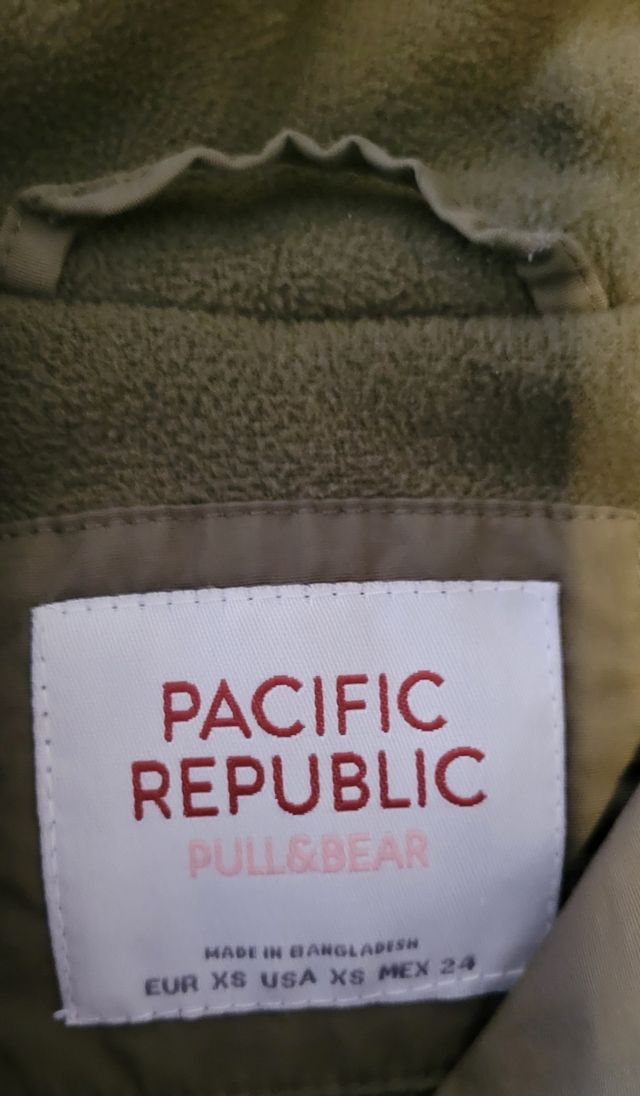 PACIFIC
REPUBLIC
PULL&BEAR
MADE IN BANGLADESH
EUR XS USA XS MEX 24